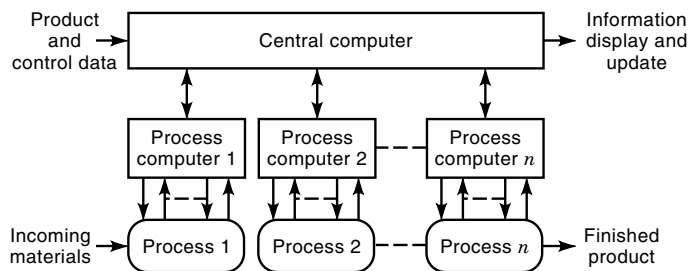 Product
and
control data
Central computer
Information
display and
update
Process
computer 1
Process
computer 2
Process
computer n
Incoming
materials
Process 1
Process 2
Process n
Finished
product